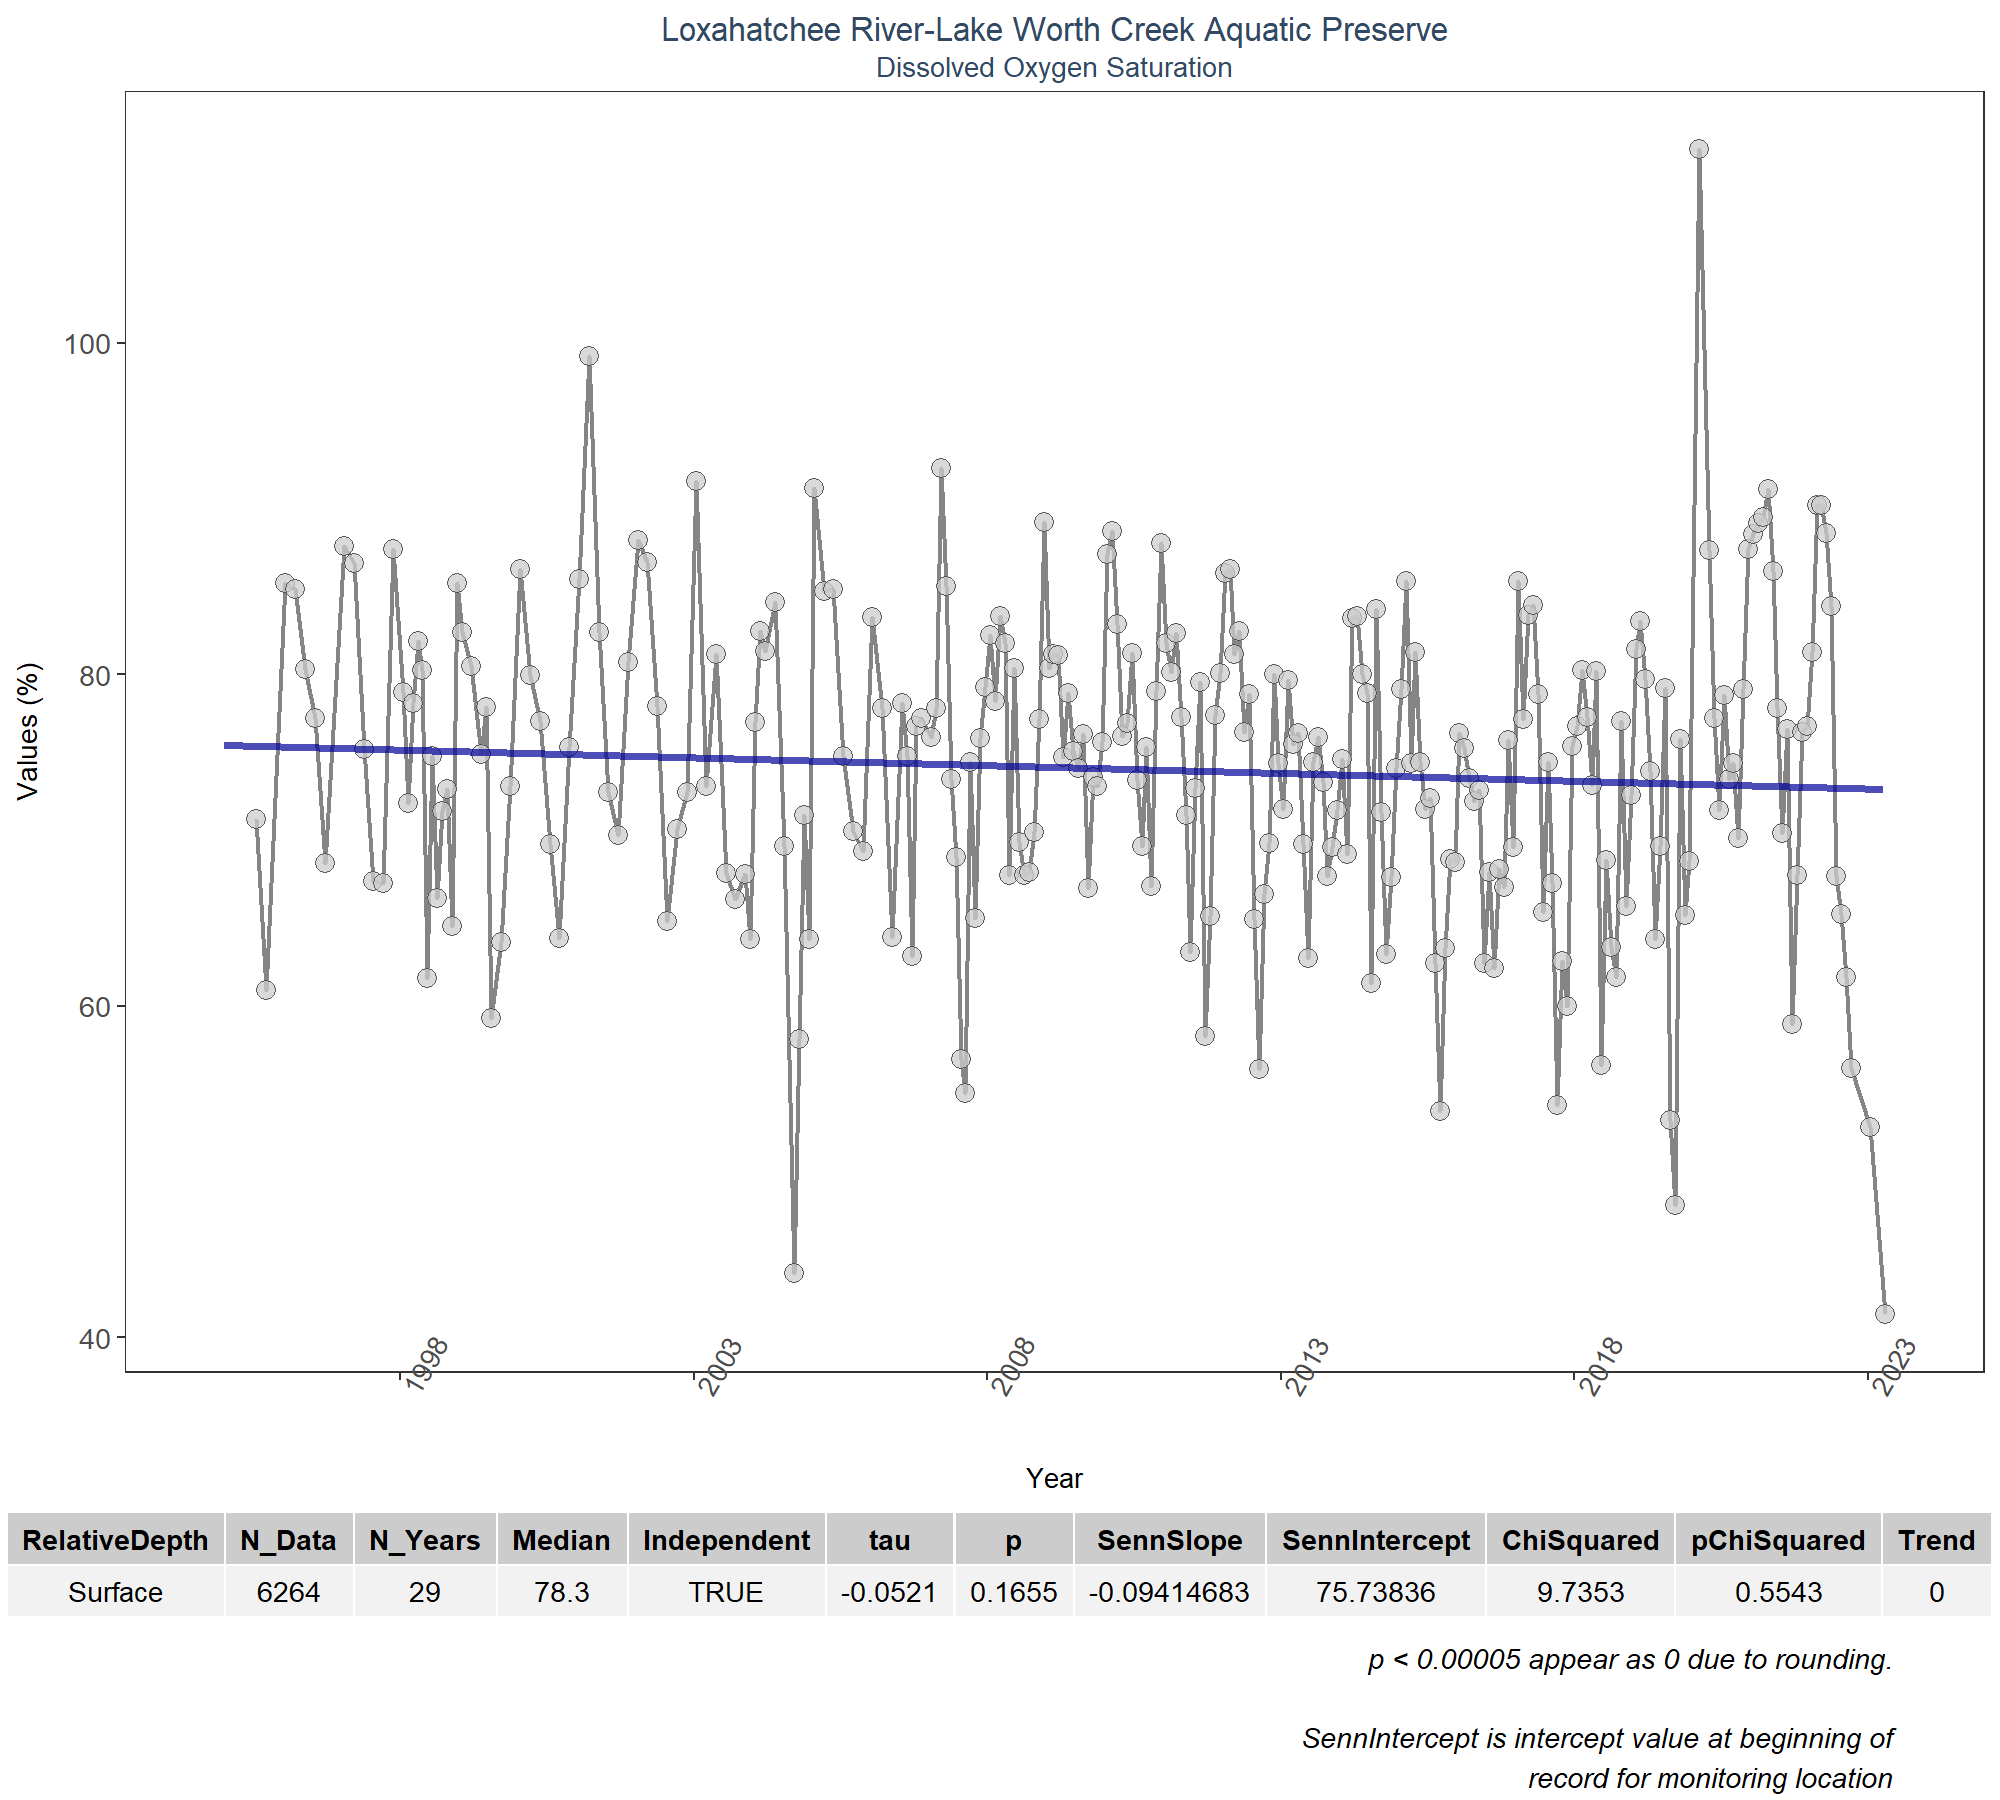 Loxahatchee River-Lake Worth Creek Aquatic Preserve
Dissolved Oxygen Saturation
Values (%)
100
80
60
40
1998
2003
2008
2013
2018
2023
Year
RelativeDepth N_Data N_Years Median Independent tau p SennSlope SennIntercept ChiSquared pChiSquared Trend
Surface 6264 29 78.3 TRUE -0.0521 0.1655 -0.09414683 75.73836 9.7353 0.5543 0
p < 0.00005 appear as 0 due to rounding.
SennIntercept is intercept value at beginning of
record for monitoring location